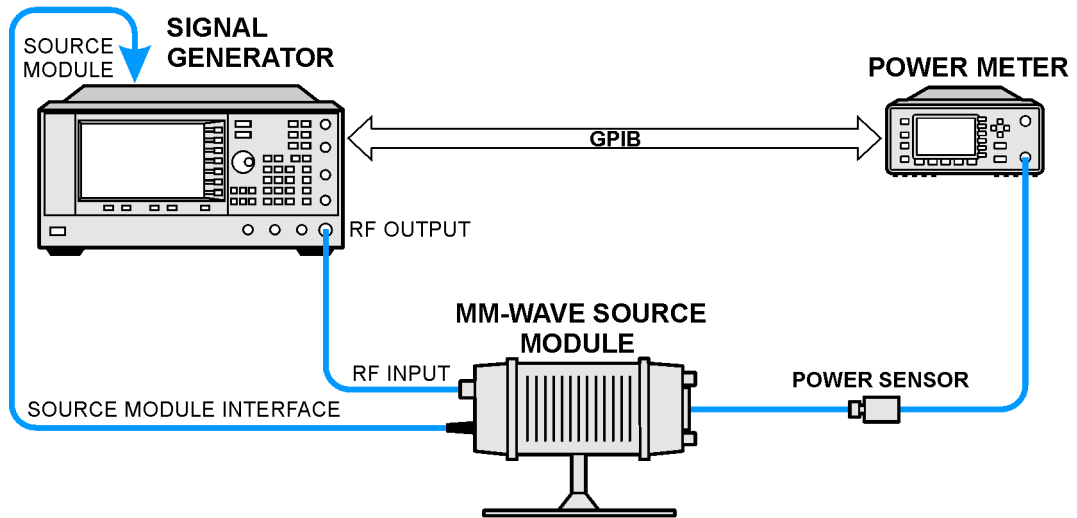 SIGNAL
GENERATOR
SOURCE
MODULE
POWER METER
GPIB
RF OUTPUT
MM-WAVE SOURCE
MODULE
RF INPUT
POWER SENSOR
SOURCE MODULE INTERFACE